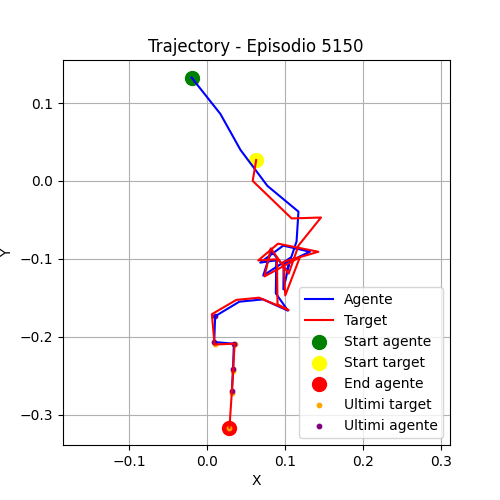 Trajectory - Episodio 5150
0.1
0.0
−0.1
−0.2
−0.3
Y
Agente
Target
Start agente
Start target
End agente
Ultimi target
Ultimi agente
−0.1 0.0 0.1 0.2 0.3
X